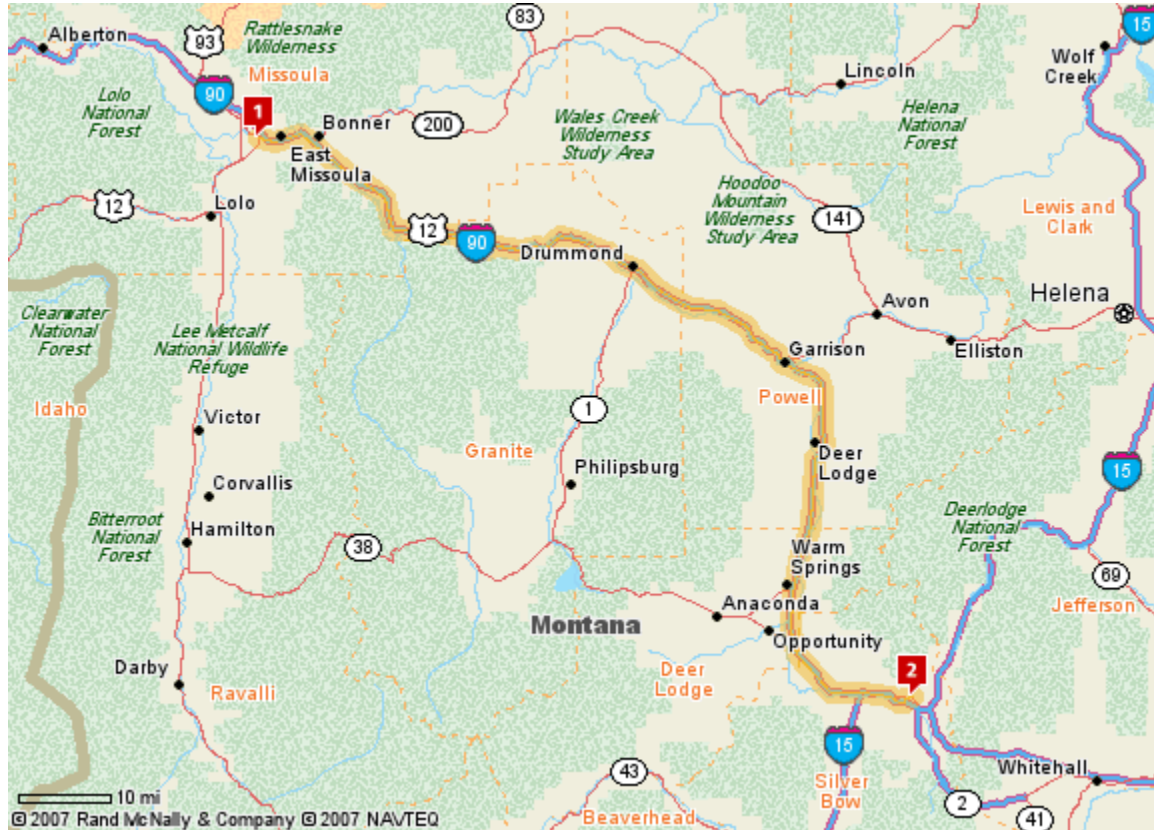 Alberton
93
Rattlesnake
Wilderness
83
15
Wolf
Creek
Missoula
Lincoln
90
Lolo
National
Forest
1
Bonner
200
Wales Creek
Wilderness
Study Area
Helena
National
Forest
East
Missoula
12
Lolo
Hoodoo
Mountain
Wilderness
Study Area
141
Lewis and
Clark
12
90
Drummond
Clearwater
National
Forest
Lee Metcalf
National Wildlife
Refuge
Avon
Helena
Elliston
Garrison
Idaho
Powell
1
Victor
Granite
Deer
Lodge
15
Philipsburg
Corvallis
Bitterroot
National
Forest
Hamilton
Deerlodge
National
Forest
38
Warm
Springs
69
Jefferson
Anaconda
Montana
Opportunity
Darby
Ravalli
Deer
Lodge
2
15
43
Silver
Bow
Whitehall
2
41
Beaverhead
10 mi
© 2007 Rand McNally & Company © 2007 NAVTEQ